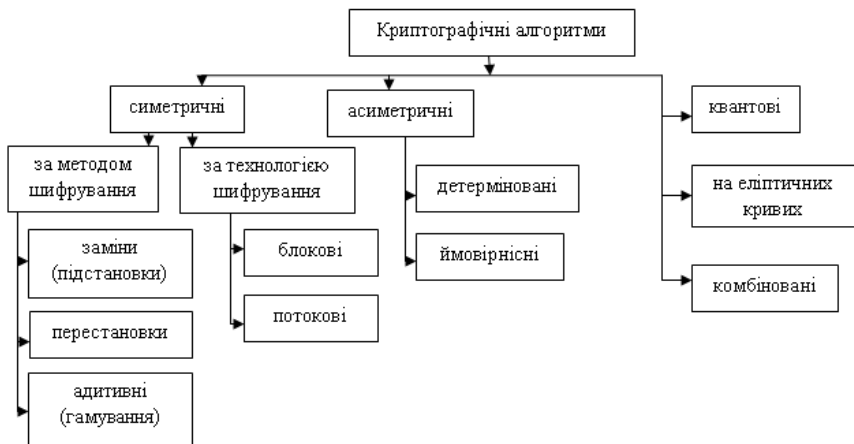 Криптографічні алгоритми
симетричні
асиметричні
квантові
за методом
шифрування
за технологією
шифрування
детерміновані
на еліптичних
кривих
заміни
(підстановки)
блокові
ймовірнісні
комбіновані
перестановки
потокові
адитивні
(гамування)